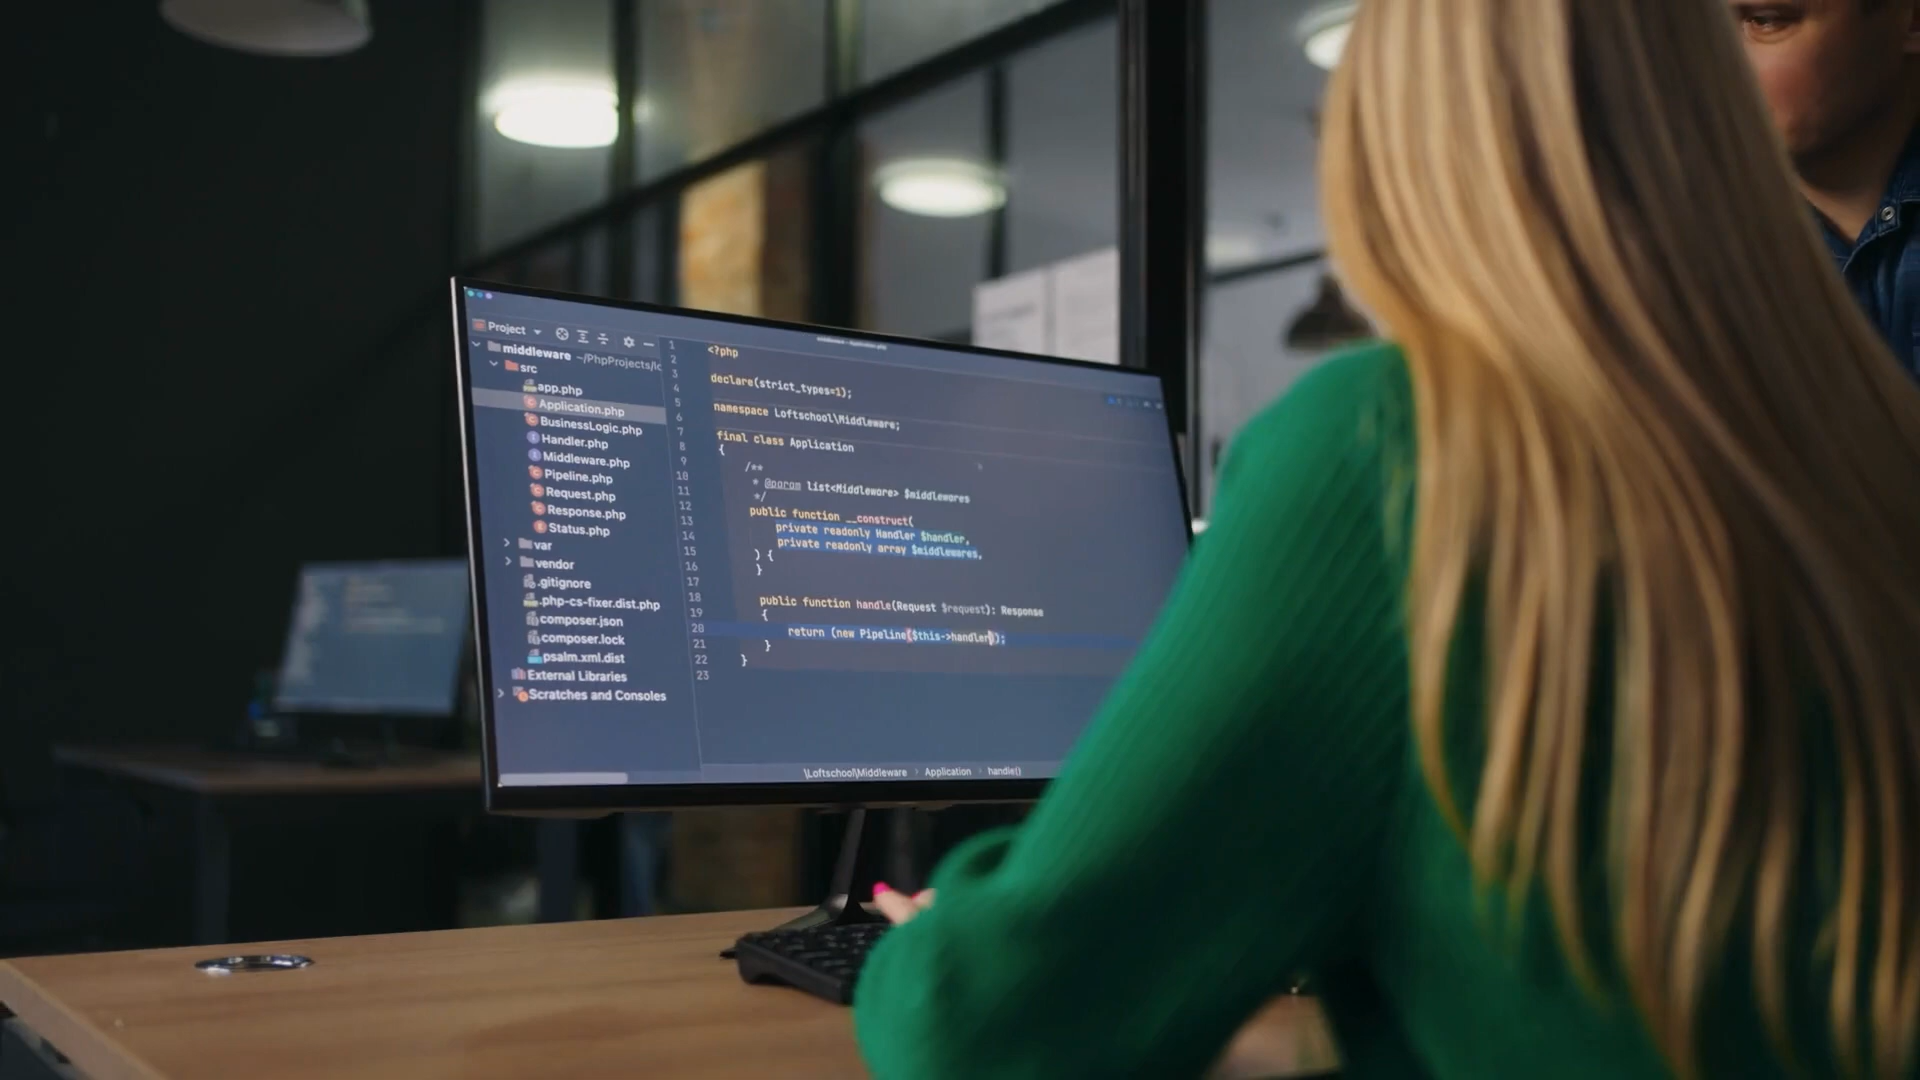 Project
middleware ~/PhpProjects/lo
src
app.php
Application.php
BusinessLogic.php
Handler.php
Middleware.php
Pipeline.php
Request.php
Response.php
Status.php
var
vendor
.gitignore
.php-cs-fixer.dist.php
composer.json
composer.lock
psalm.xml.dist
External Libraries
Scratches and Consoles
1
2
3
4
5
6
7
8
9
10
11
12
13
14
15
16
17
18
19
20
21
22
23
<?php
declare(strict_types=1);
namespace Loftschool\Middleware;
final class Application
{
/**
* @param list<Middleware> $middlewares
*/
public function __construct(
private readonly Handler $handler,
private readonly array $middlewares,
) {
}
public function handle(Request $request): Response
{
return (new Pipeline($this->handler));
}
}
\Loftschool\Middleware > Application > handle()